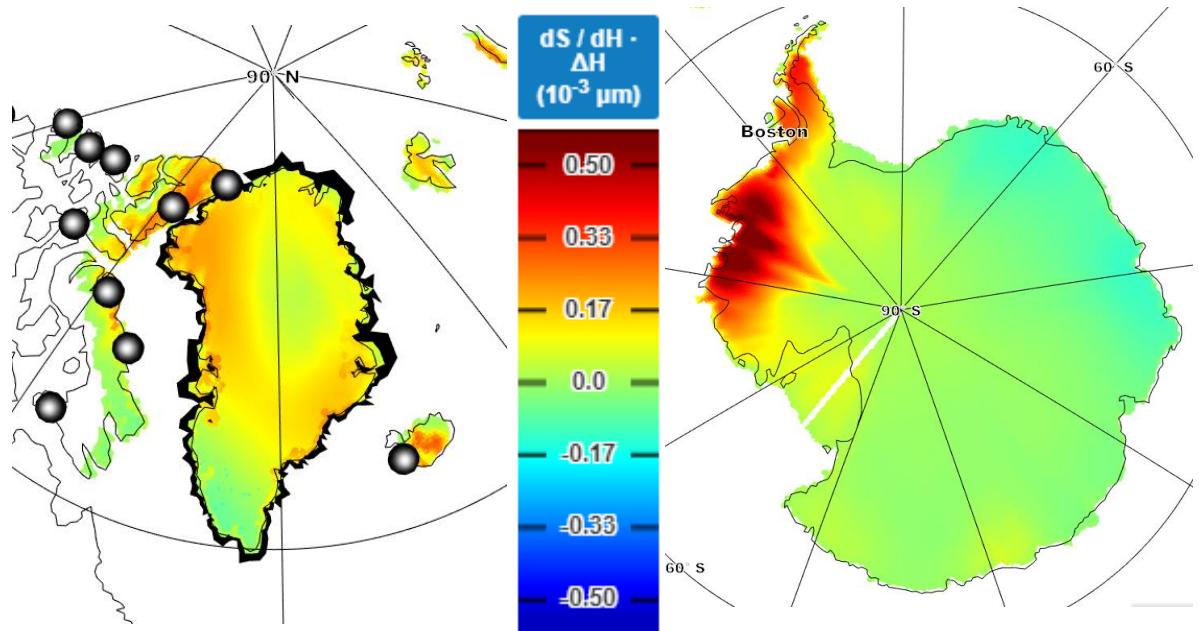 90° N
dS / dH ·
ΔH
(10⁻³ μm)
0.50
0.33
0.17
0.0
-0.17
-0.33
-0.50
60° S
Boston
90° S
60° S